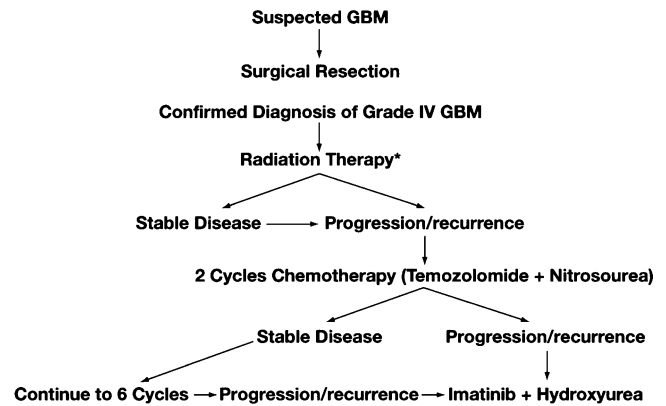 Suspected GBM
Surgical Resection
Confirmed Diagnosis of Grade IV GBM
Radiation Therapy*
Stable Disease
Progression/recurrence
2 Cycles Chemotherapy (Temozolomide + Nitrosourea)
Stable Disease
Progression/recurrence
Continue to 6 Cycles
Progression/recurrence
Imatinib + Hydroxyurea